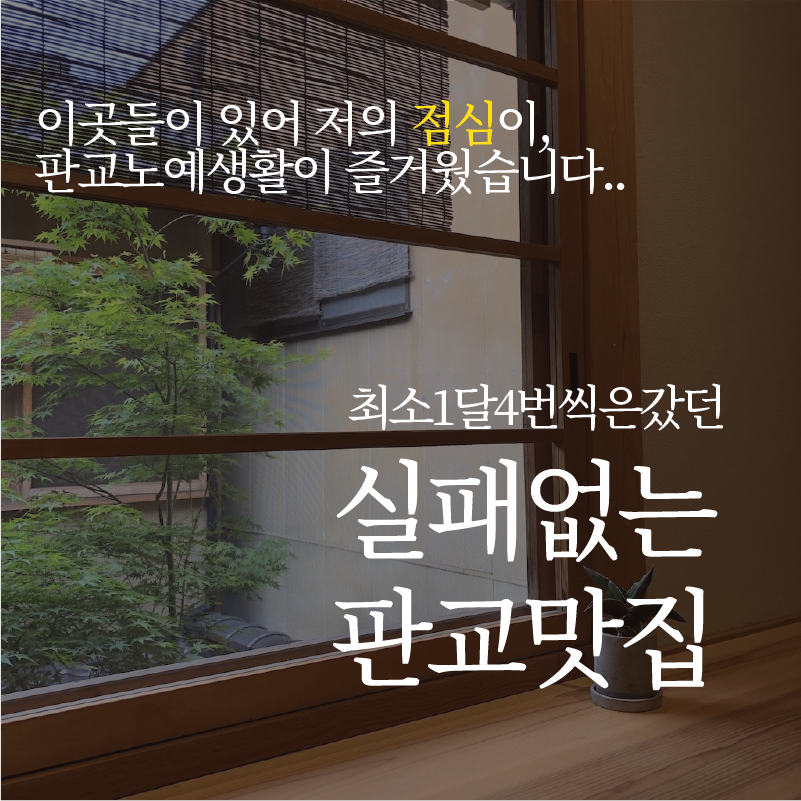 이곳들이 있어 저의 점심이,
판교노예생활이 즐거웠습니다..
최소1달4번씩은갔던
실패없는
판교맛집